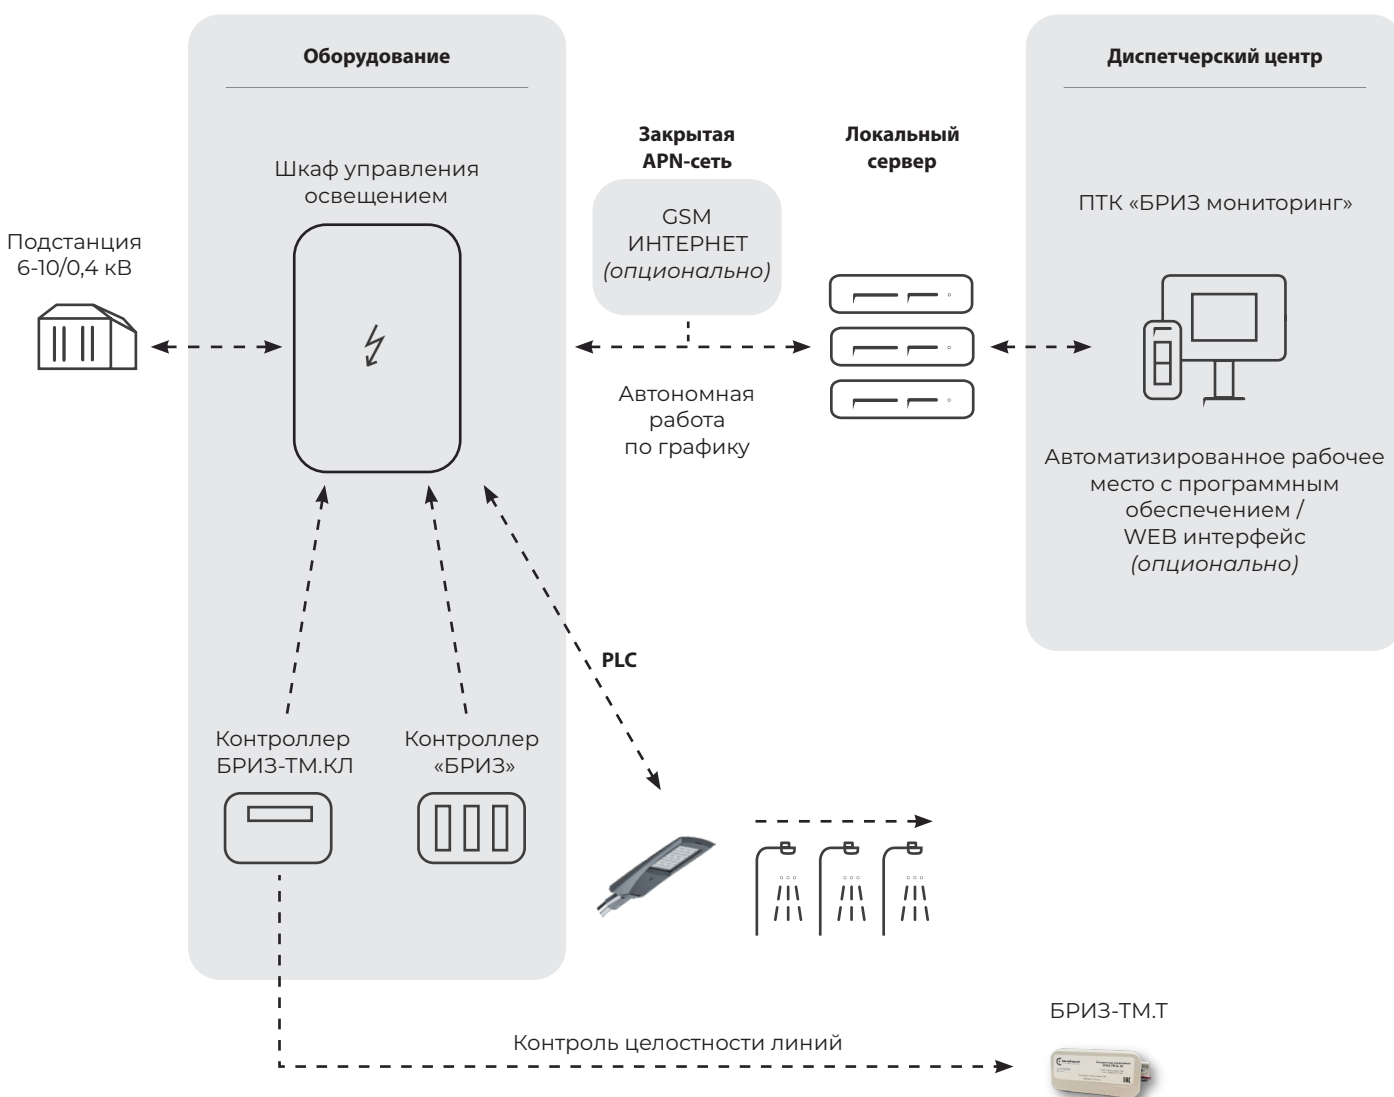 Оборудование
Диспетчерский центр
Закрытая
APN-сеть
Локальный
сервер
Шкаф управления
освещением
GSM
ИНТЕРНЕТ
(опционально)
ПТК «БРИЗ мониторинг»
Подстанция
6-10/0,4 кВ
Автономная
работа
по графику
Автоматизированное рабочее
место с программным
обеспечением /
WEB интерфейс
(опционально)
PLC
Контроллер
БРИЗ-ТМ.КЛ
Контроллер
«БРИЗ»
БРИЗ-ТМ.Т
Контроль целостности линий